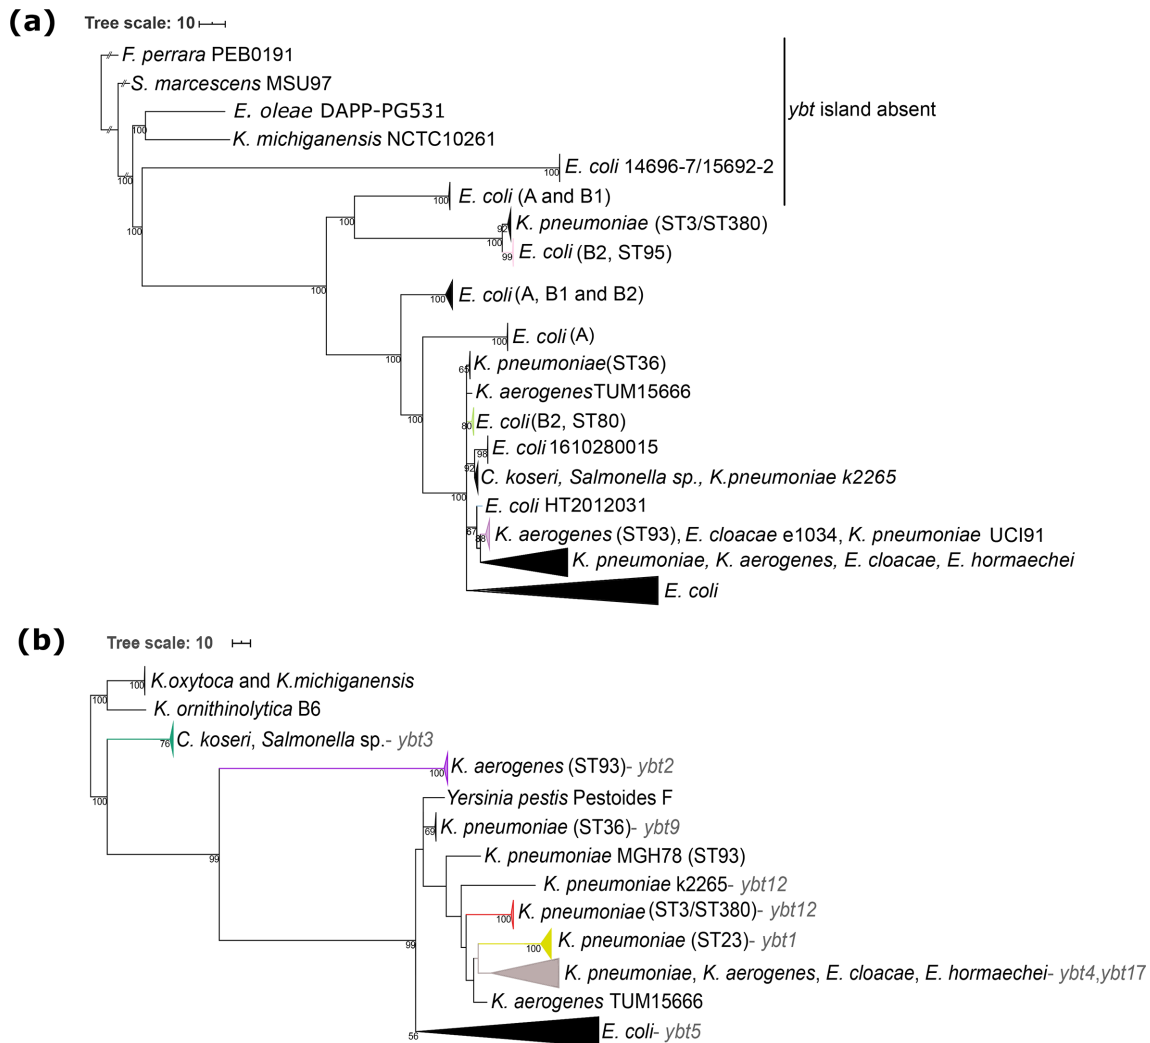 (a)
Tree scale: 10
F. perrara PEB0191
S. marcescens MSU97
E. oleae DAPP-PG531
100
K. michiganensis NCTC10261
ybt island absent
E. coli 14696-7/15692-2
100
100
E. coli (A and B1)
100
K. pneumoniae (ST3/ST380)
100
92
100
100
E. coli (B2, ST95)
99
100
E. coli (A, B1 and B2)
100
E. coli (A)
100
100
K. pneumoniae(ST36)
65
K. aerogenesTUM15666
E. coli(B2, ST80)
80
100
E. coli 1610280015
98
92
C. koseri, Salmonella sp., K.pneumoniae k2265
100
E. coli HT2012031
67
K. aerogenes (ST93), E. cloacae e1034, K. pneumoniae UCI91
88
K. pneumoniae, K. aerogenes, E. cloacae, E. hormaechei
E. coli
(b)
Tree scale: 10
K.oxytoca and K.michiganensis
100
100
K. ornithinolytica B6
C. koseri, Salmonella sp.- ybt3
76
K. aerogenes (ST93)- ybt2
100
Yersinia pestis Pestoides F
100
K. pneumoniae (ST36)- ybt9
69
K. pneumoniae MGH78 (ST93)
99
K. pneumoniae k2265- ybt12
K. pneumoniae (ST3/ST380)- ybt12
100
K. pneumoniae (ST23)- ybt1
99
100
K. pneumoniae, K. aerogenes, E. cloacae, E. hormaechei- ybt4,ybt17
K. aerogenes TUM15666
E. coli- ybt5
56